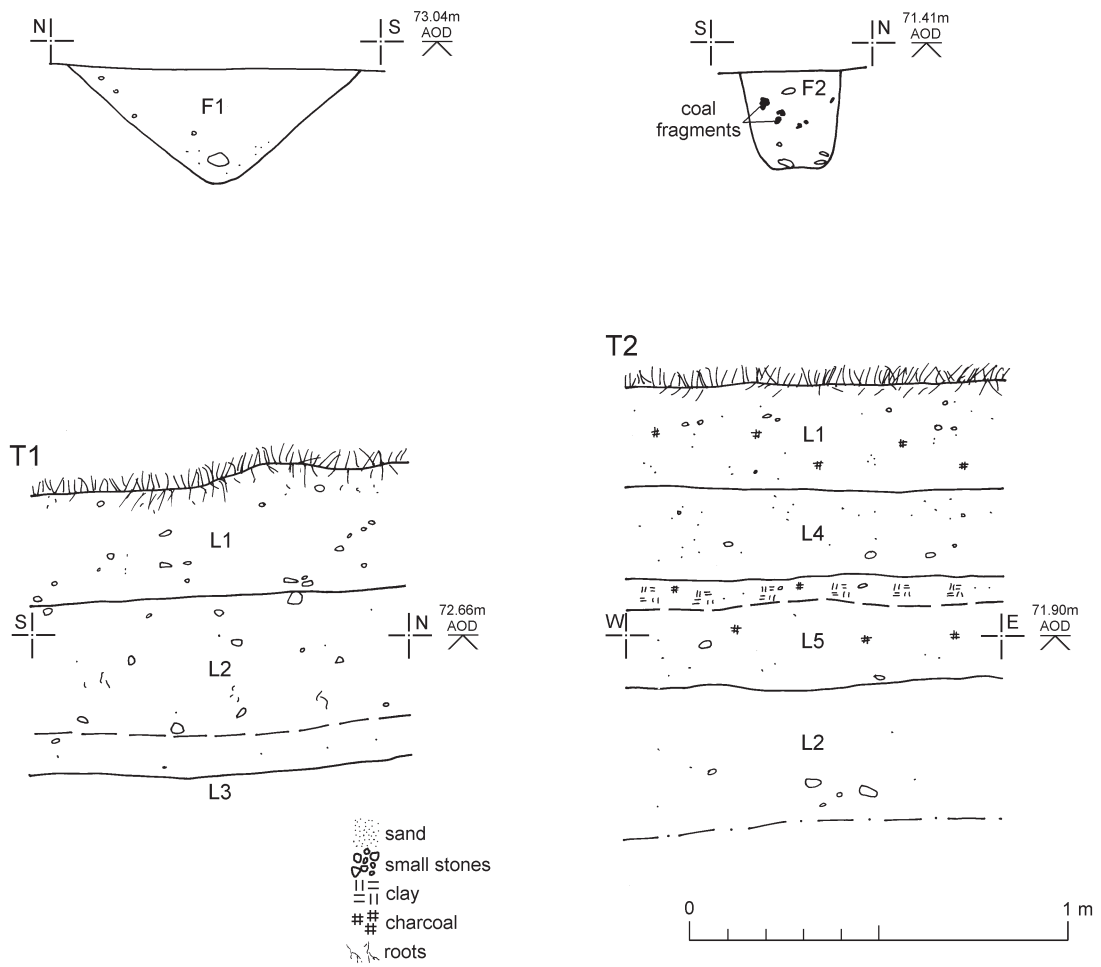 N
S
73.04m
AOD
F1
S
N
71.41m
AOD
F2
coal
fragments
T1
L1
S
N
72.66m
AOD
L2
L3
T2
L1
L4
W
E
71.90m
AOD
L5
L2
sand
small stones
clay
charcoal
roots
0
1 m